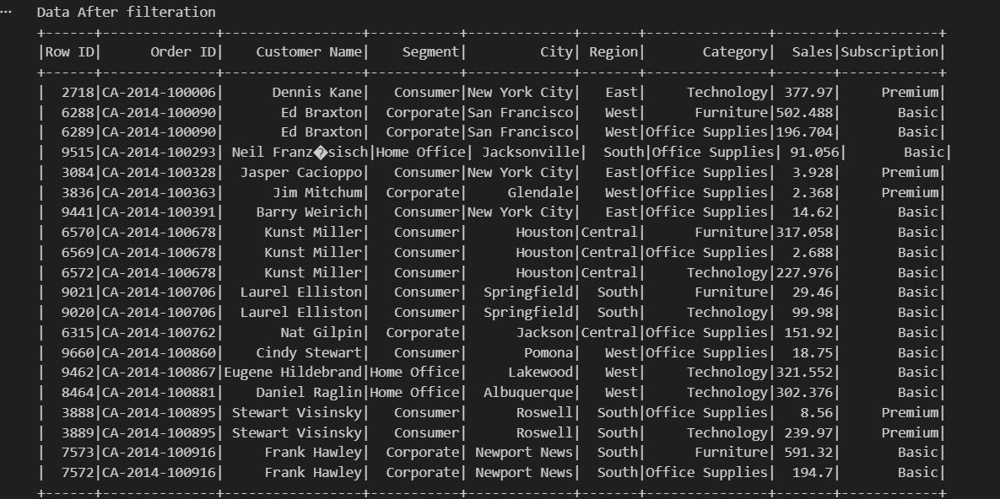 ... Data After filteration
+------+--------------+------------------+-----------+-------------+-------+---------------+-------+------------+
|Row ID|      Order ID|     Customer Name|    Segment|         City| Region|       Category|  Sales|Subscription|
+------+--------------+------------------+-----------+-------------+-------+---------------+-------+------------+
|  2718|CA-2014-100006|       Dennis Kane|   Consumer|New York City|   East|     Technology| 377.97|     Premium|
|  6288|CA-2014-100090|        Ed Braxton|  Corporate|San Francisco|   West|      Furniture|502.488|       Basic|
|  6289|CA-2014-100090|        Ed Braxton|  Corporate|San Francisco|   West|Office Supplies|196.704|       Basic|
|  9515|CA-2014-100293| Neil Franz�sisch|Home Office| Jacksonville|  South|Office Supplies| 91.056|       Basic|
|  3084|CA-2014-100328|   Jasper Cacioppo|   Consumer|New York City|   East|Office Supplies|  3.928|     Premium|
|  3836|CA-2014-100363|       Jim Mitchum|  Corporate|     Glendale|   West|Office Supplies|  2.368|     Premium|
|  9441|CA-2014-100391|     Barry Weirich|   Consumer|New York City|   East|Office Supplies|  14.62|       Basic|
|  6570|CA-2014-100678|      Kunst Miller|   Consumer|      Houston|Central|      Furniture|317.058|       Basic|
|  6569|CA-2014-100678|      Kunst Miller|   Consumer|      Houston|Central|Office Supplies|  2.688|       Basic|
|  6572|CA-2014-100678|      Kunst Miller|   Consumer|      Houston|Central|     Technology|227.976|       Basic|
|  9021|CA-2014-100706|   Laurel Elliston|   Consumer|  Springfield|  South|      Furniture|  29.46|       Basic|
|  9020|CA-2014-100706|   Laurel Elliston|   Consumer|  Springfield|  South|     Technology|  99.98|       Basic|
|  6315|CA-2014-100762|        Nat Gilpin|  Corporate|      Jackson|Central|Office Supplies| 151.92|       Basic|
|  9660|CA-2014-100860|     Cindy Stewart|   Consumer|       Pomona|   West|Office Supplies|  18.75|       Basic|
|  9462|CA-2014-100867|Eugene Hildebrand|Home Office|     Lakewood|   West|     Technology|321.552|       Basic|
|  8464|CA-2014-100881|     Daniel Raglin|Home Office|  Albuquerque|   West|     Technology|302.376|       Basic|
|  3888|CA-2014-100895|  Stewart Visinsky|   Consumer|      Roswell|  South|Office Supplies|   8.56|     Premium|
|  3889|CA-2014-100895|  Stewart Visinsky|   Consumer|      Roswell|  South|     Technology| 239.97|     Premium|
|  7573|CA-2014-100916|      Frank Hawley|  Corporate| Newport News|  South|      Furniture| 591.32|       Basic|
|  7572|CA-2014-100916|      Frank Hawley|  Corporate| Newport News|  South|Office Supplies|  194.7|       Basic|
+------+--------------+------------------+-----------+-------------+-------+---------------+-------+------------+